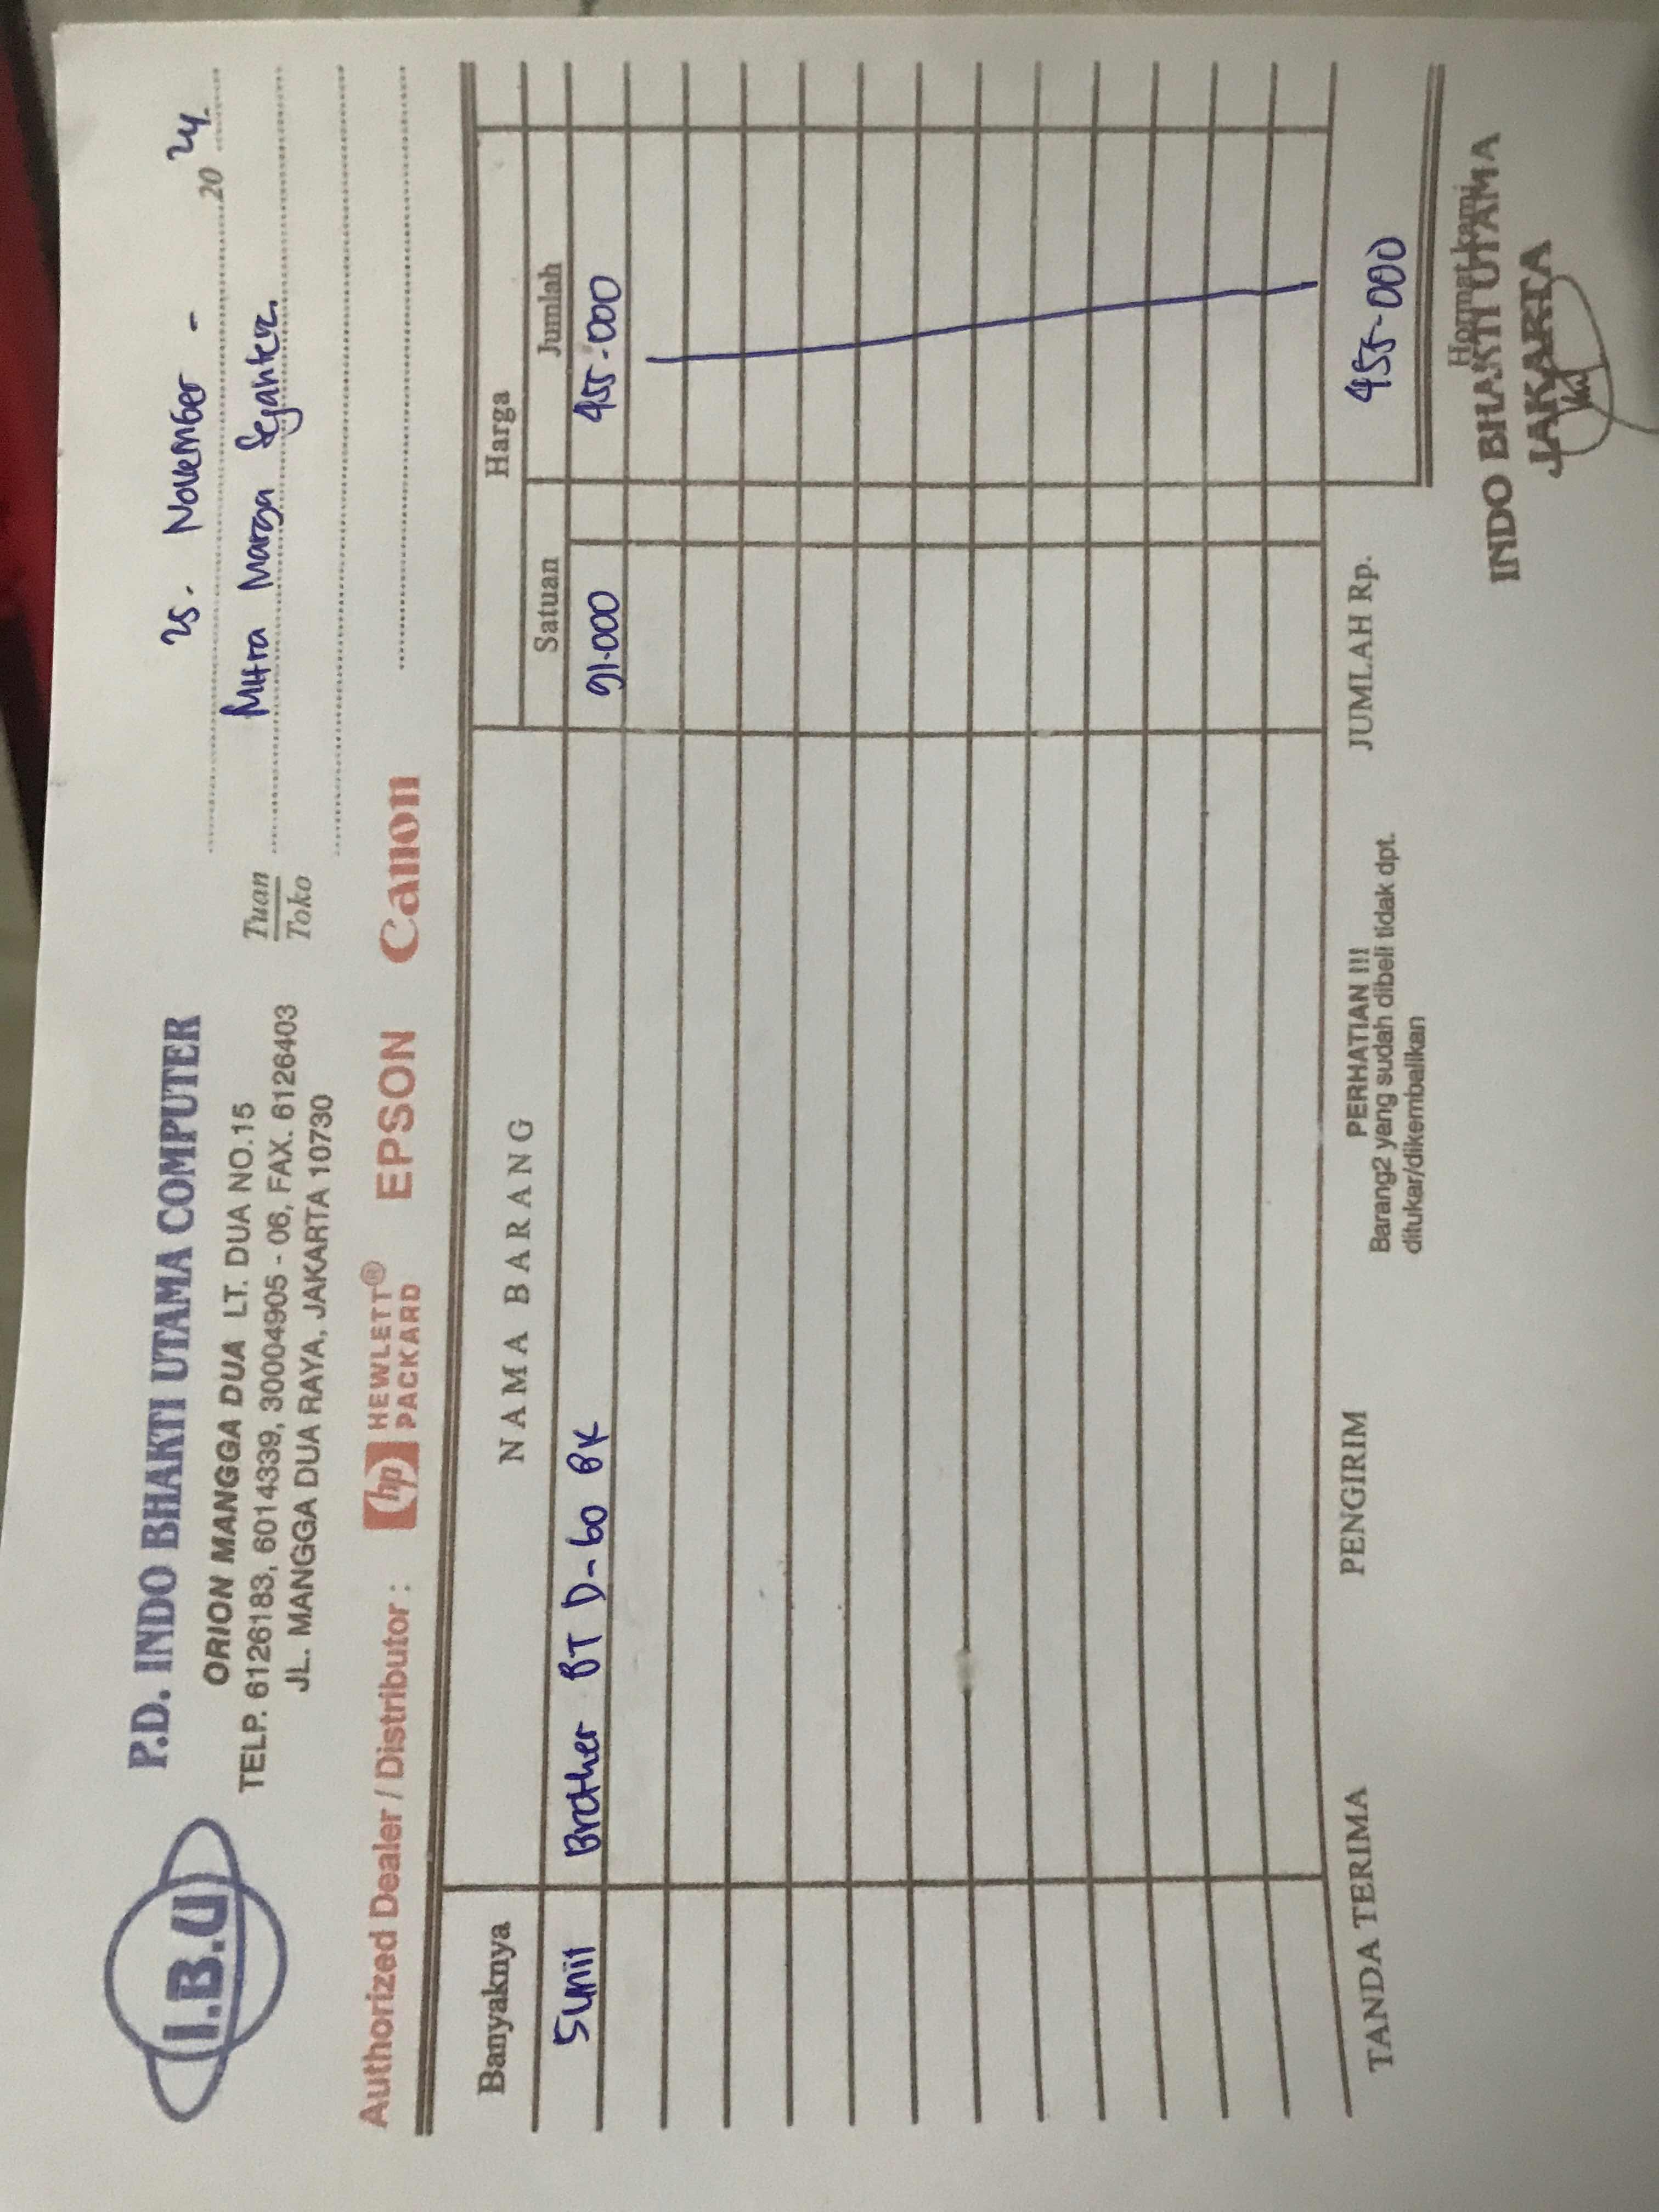 I.B.U
P.D. INDO BHAKTI UTAMA COMPUTER
ORION MANGGA DUA LT. DUA NO.15
TELP. 6126183, 6014339, 30004905 - 06, FAX. 6126403
JL. MANGGA DUA RAYA, JAKARTA 10730
25 - November - 20 24.
Tuan
Toko
Mitra Marga
Authorized Dealer / Distributor :
hp HEWLETT®
PACKARD
EPSON
Canon
Banyaknya
NAMA BARANG
Harga
Satuan
Jumlah
5 unit Brother BT D-60 BK 91.000 455.000
TANDA TERIMA
PENGIRIM
PERHATIAN !!!
Barang2 yang sudah dibeli tidak dpt.
ditukar/dikembalikan
JUMLAH Rp. 455.000
Hormat kami
INDO BHAKTI UTAMA
JAKARTA